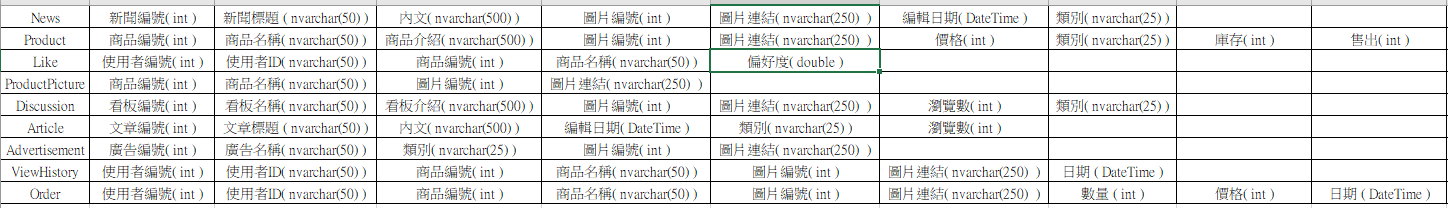 News 新聞編號( int ) 新聞標題 ( nvarchar(50) ) 內文( nvarchar(500) ) 圖片編號( int ) 圖片連結( nvarchar(250) ) 編輯日期( DateTime ) 類別( nvarchar(25) )
Product 商品編號( int ) 商品名稱( nvarchar(50) ) 商品介紹( nvarchar(500) ) 圖片編號( int ) 圖片連結( nvarchar(250) ) 價格( int ) 類別( nvarchar(25) ) 庫存( int ) 售出( int )
Like 使用者編號( int ) 使用者ID( nvarchar(50) ) 商品編號( int ) 商品名稱( nvarchar(50) ) 偏好度( double )
ProductPicture 商品編號( int ) 商品名稱( nvarchar(50) ) 圖片編號( int ) 圖片連結( nvarchar(250) )
Discussion 看板編號( int ) 看板名稱( nvarchar(50) ) 看板介紹( nvarchar(500) ) 圖片編號( int ) 圖片連結( nvarchar(250) ) 瀏覽數( int ) 類別( nvarchar(25) )
Article 文章編號( int ) 文章標題 ( nvarchar(50) ) 內文( nvarchar(500) ) 編輯日期( DateTime ) 類別( nvarchar(25) ) 瀏覽數( int )
Advertisement 廣告編號( int ) 廣告名稱( nvarchar(50) ) 類別( nvarchar(25) ) 圖片編號( int ) 圖片連結( nvarchar(250) )
ViewHistory 使用者編號( int ) 使用者ID( nvarchar(50) ) 商品編號( int ) 商品名稱( nvarchar(50) ) 圖片編號( int ) 圖片連結( nvarchar(250) ) 日期 ( DateTime )
Order 使用者編號( int ) 使用者ID( nvarchar(50) ) 商品編號( int ) 商品名稱( nvarchar(50) ) 圖片編號( int ) 圖片連結( nvarchar(250) ) 數量 ( int ) 價格( int ) 日期 ( DateTime )